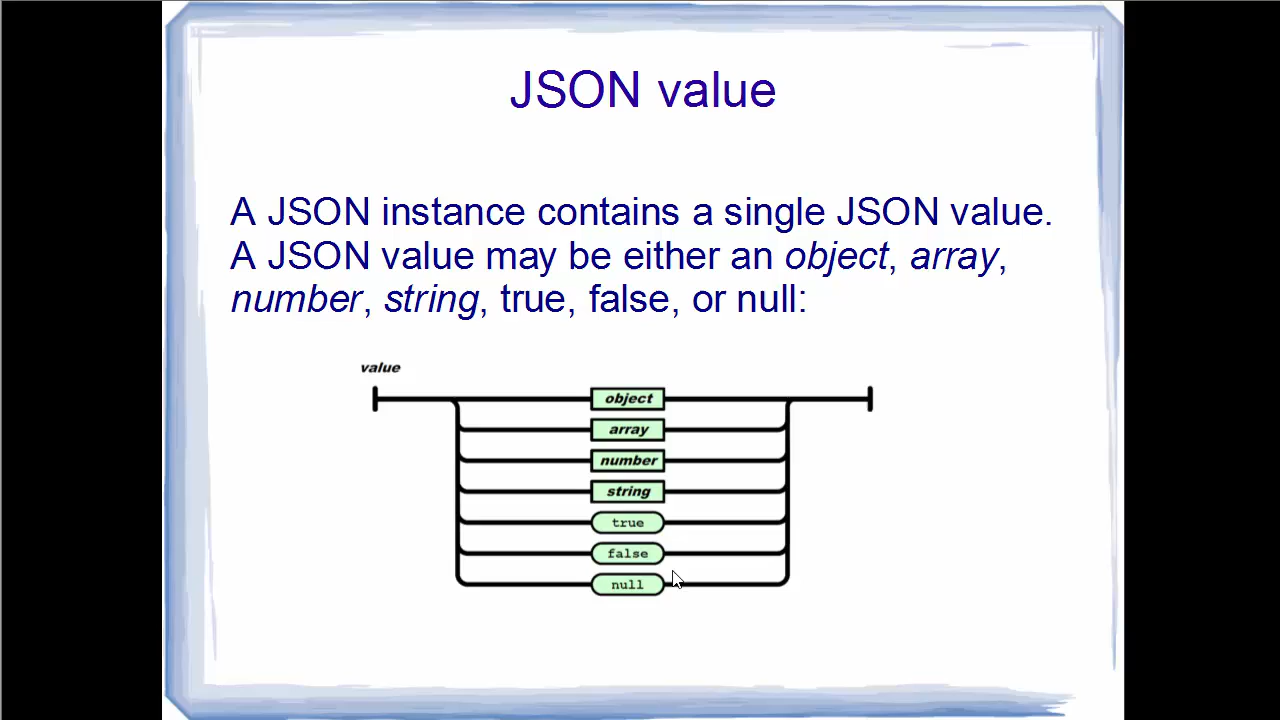 JSON value
A JSON instance contains a single JSON value.
A JSON value may be either an object, array,
number, string, true, false, or null:
value
object
array
number
string
true
false
null